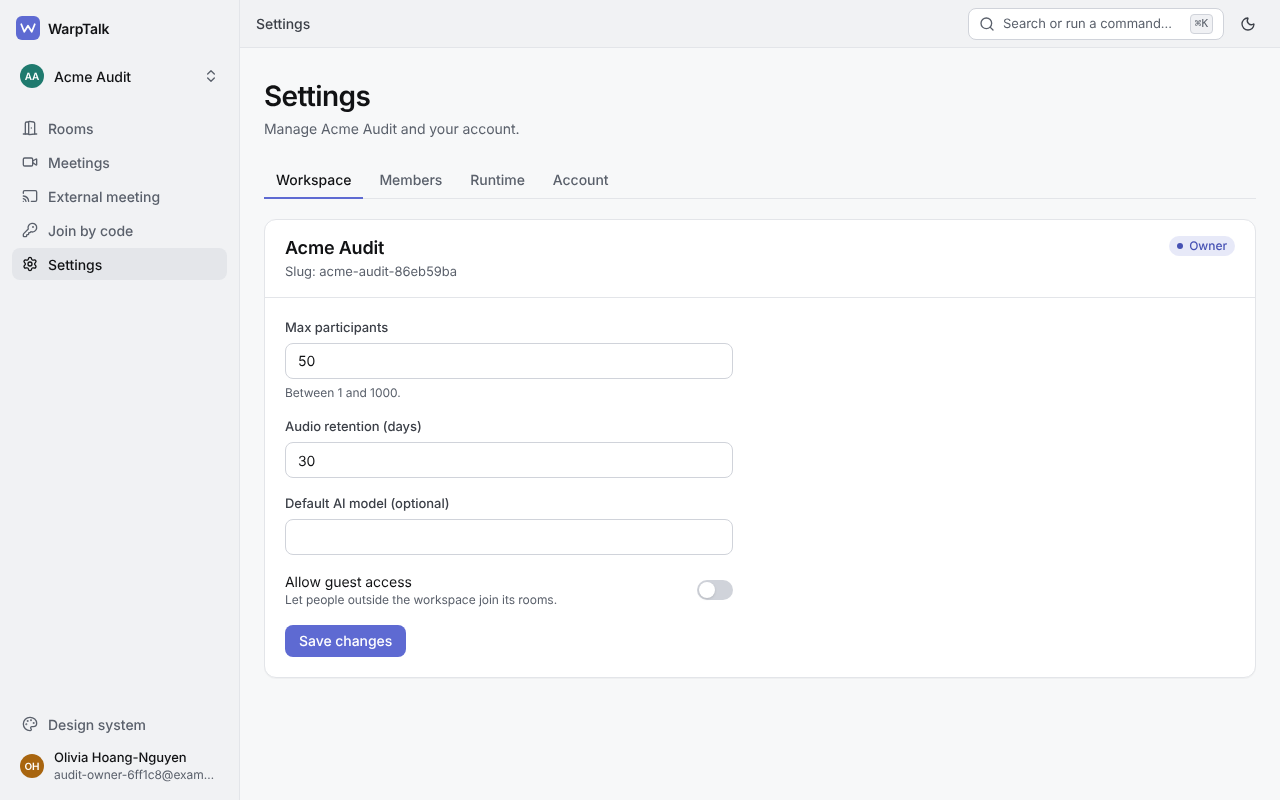 WarpTalk
Settings
Search or run a command...
⌘K
AA
Acme Audit
Rooms
Meetings
External meeting
Join by code
Settings
Settings
Manage Acme Audit and your account.
Workspace Members Runtime Account
Acme Audit
Owner
Slug: acme-audit-86eb59ba
Max participants
50
Between 1 and 1000.
Audio retention (days)
30
Default AI model (optional)
Allow guest access
Let people outside the workspace join its rooms.
Save changes
Design system
OH
Olivia Hoang-Nguyen
audit-owner-6ff1c8@exam...